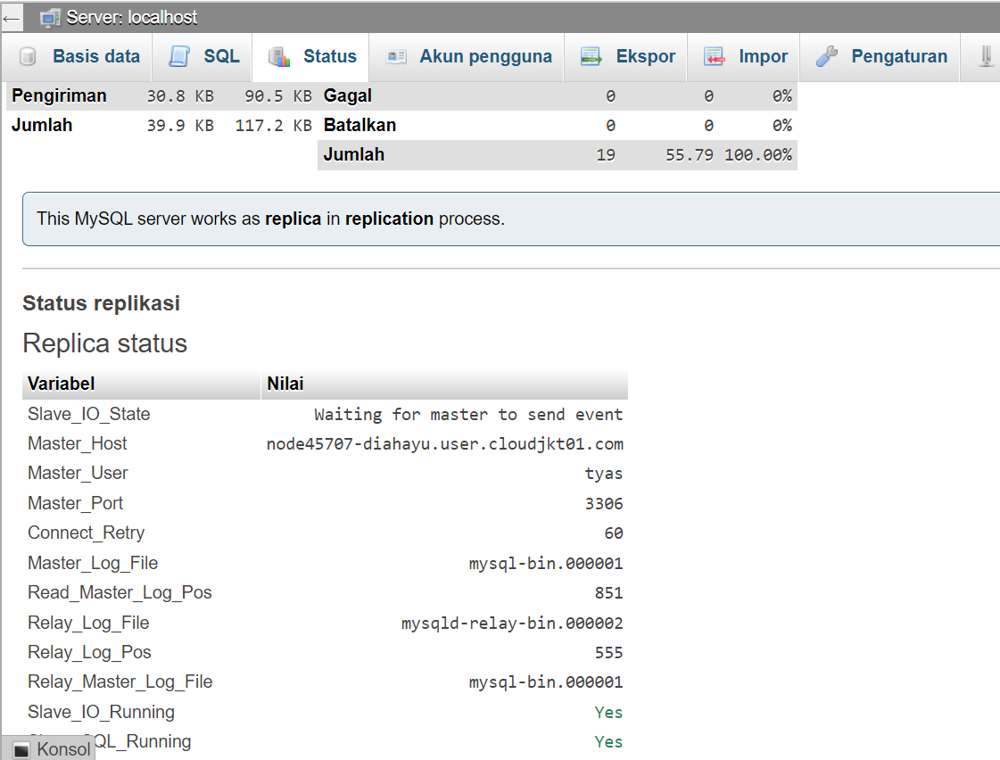 Server: localhost
Basis data SQL Status Akun pengguna Ekspor Impor Pengaturan
Pengiriman 30.8 KB 90.5 KB Gagal 0 0 0%
Jumlah 39.9 KB 117.2 KB Batalkan 0 0 0%
Jumlah 19 55.79 100.00%
This MySQL server works as replica in replication process.
Status replikasi
Replica status
Variabel Nilai
Slave_IO_State Waiting for master to send event
Master_Host node45707-diahayu.user.cloudjkt01.com
Master_User tyas
Master_Port 3306
Connect_Retry 60
Master_Log_File mysql-bin.000001
Read_Master_Log_Pos 851
Relay_Log_File mysqld-relay-bin.000002
Relay_Log_Pos 555
Relay_Master_Log_File mysql-bin.000001
Slave_IO_Running Yes
QL_Running Yes
Konsol